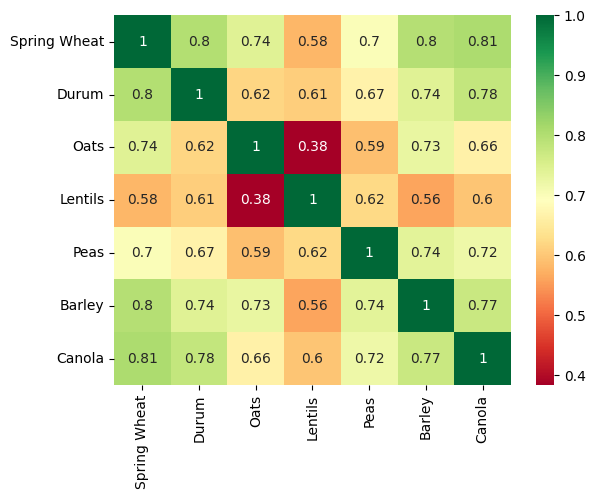 Spring Wheat 1 0.8 0.74 0.58 0.7 0.8 0.81
Durum 0.8 1 0.62 0.61 0.67 0.74 0.78
Oats 0.74 0.62 1 0.38 0.59 0.73 0.66
Lentils 0.58 0.61 0.38 1 0.62 0.56 0.6
Peas 0.7 0.67 0.59 0.62 1 0.74 0.72
Barley 0.8 0.74 0.73 0.56 0.74 1 0.77
Canola 0.81 0.78 0.66 0.6 0.72 0.77 1
Spring Wheat
Durum
Oats
Lentils
Peas
Barley
Canola
1.0
0.9
0.8
0.7
0.6
0.5
0.4